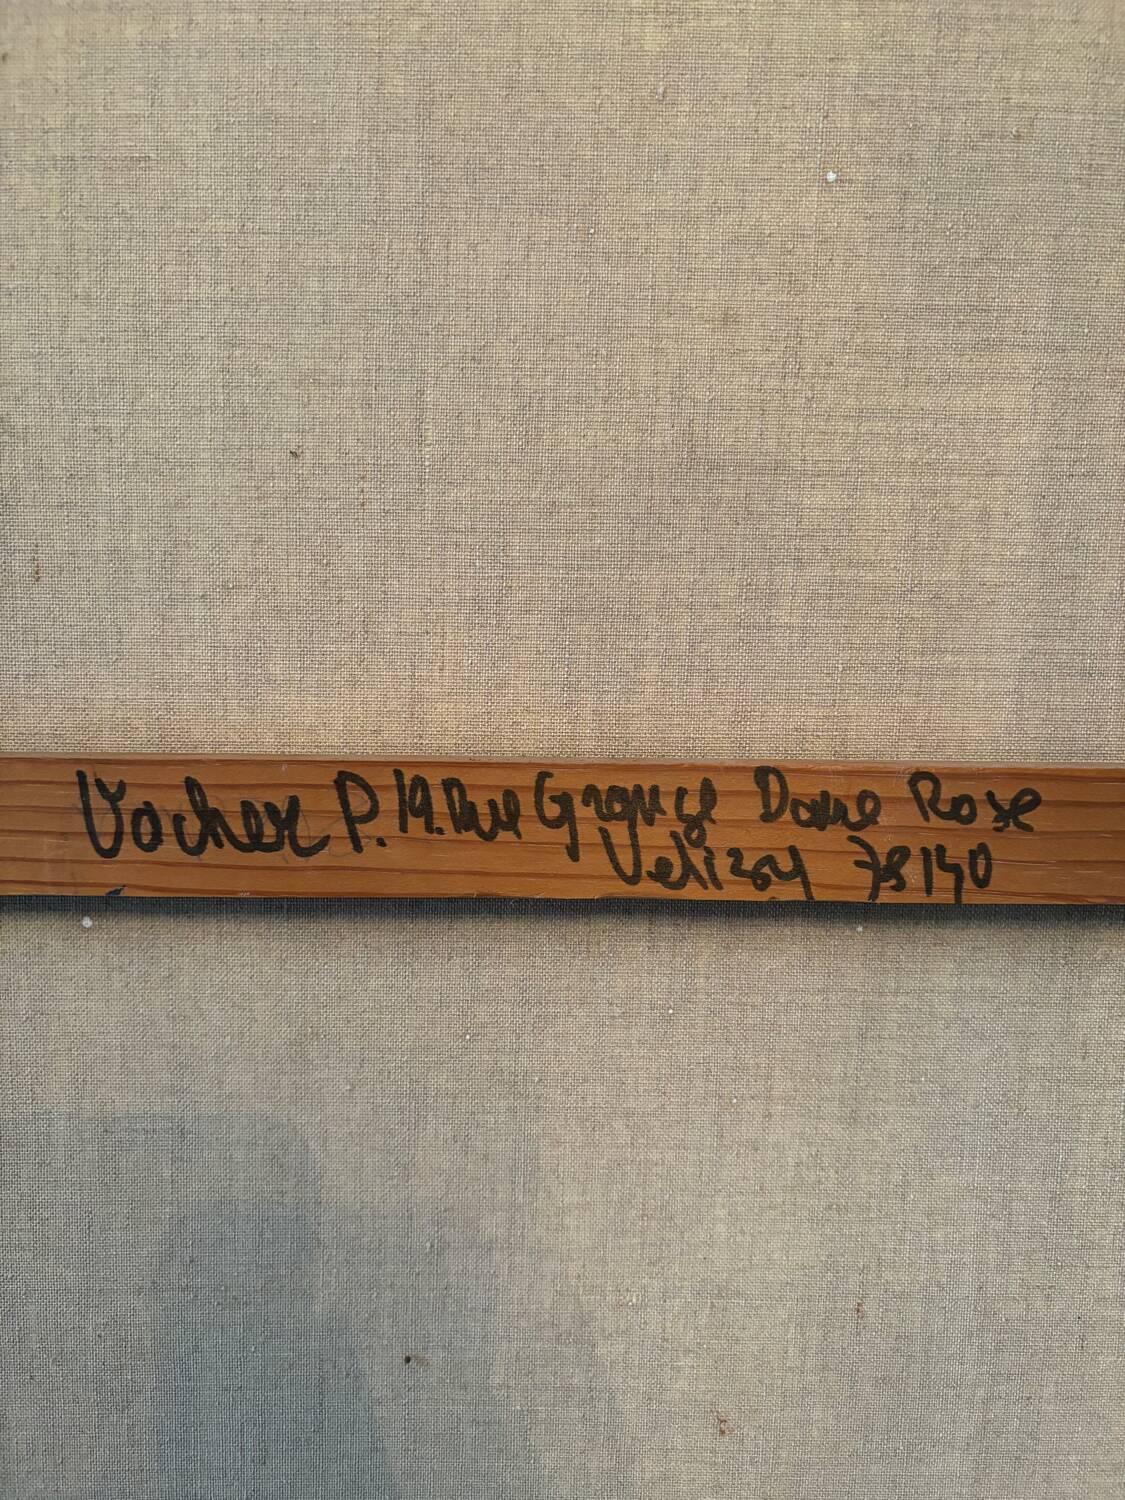 Vacher P. 19. Rue Grange Dame Rose
Velizy 78140